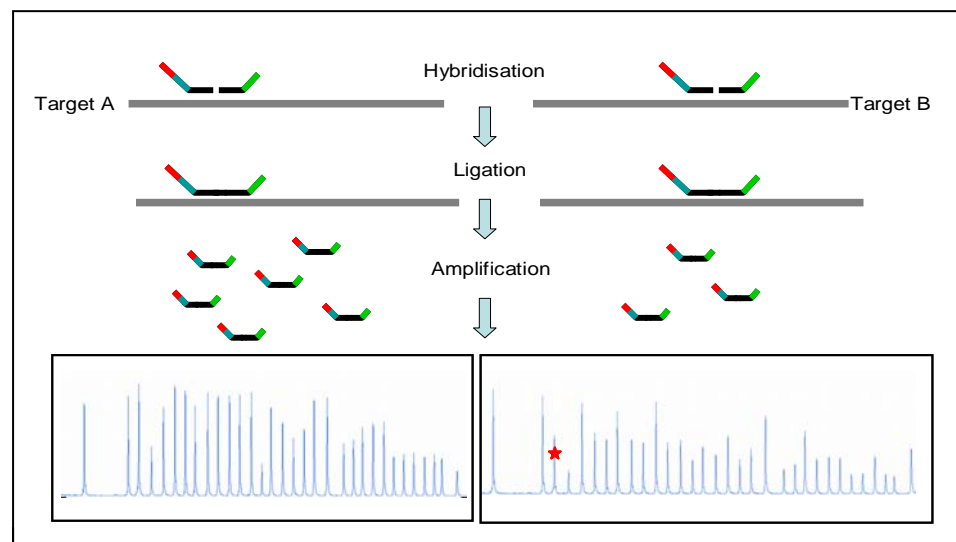 Hybridisation
Target A
Target B
Ligation
Amplification